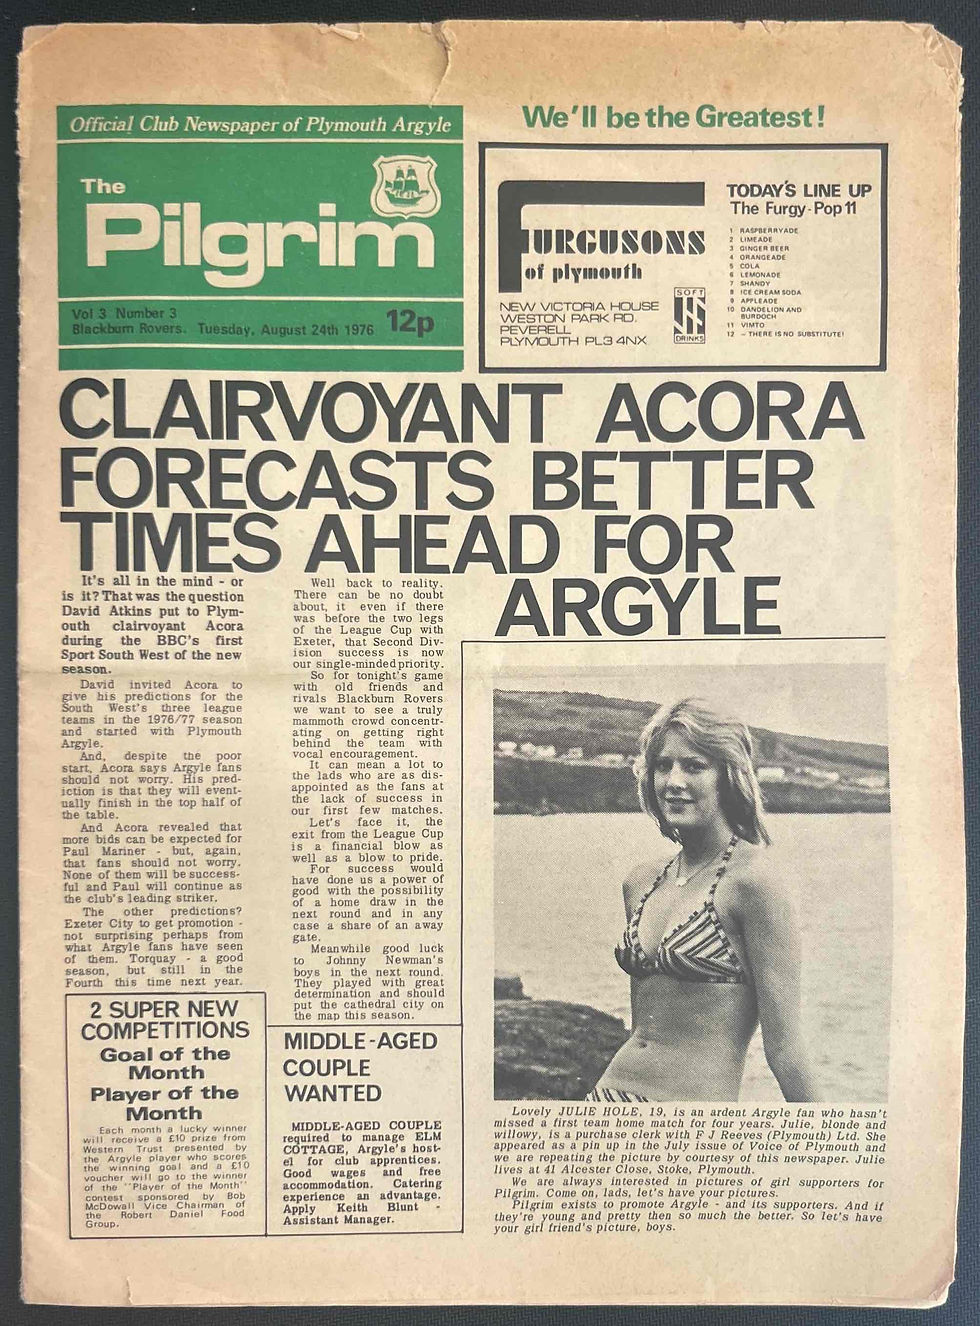 Official Club Newspaper of Plymouth Argyle
The
Pilgrim
Vol 3 Number 3
Blackburn Rovers. Tuesday, August 24th 1976
12p
We'll be the Greatest!
FURGUSONS
of plymouth
NEW VICTORIA HOUSE
WESTON PARK RD.
PEVERELL
PLYMOUTH PL3 4NX
SOFT
DRINKS
TODAY'S LINE UP
The Furgy-Pop 11
1 RASPBERRYADE
2 LIMEADE
3 GINGER BEER
4 ORANGEADE
5 COLA
6 LEMONADE
7 SHANDY
8 ICE CREAM SODA
9 APPLEADE
10 DANDELION AND
BURDOCH
11 VIMTO
12 – THERE IS NO SUBSTITUTE!
CLAIRVOYANT ACORA
FORECASTS BETTER
TIMES AHEAD FOR
ARGYLE
It's all in the mind - or
is it? That was the question
David Atkins put to Plym-
outh clairvoyant Acora
during the BBC's first
Sport South West of the new
season.
David invited Acora to
give his predictions for the
South West's three league
teams in the 1976/77 season
and started with Plymouth
Argyle.
And, despite the poor
start, Acora says Argyle fans
should not worry. His pred-
iction is that they will event-
ually finish in the top half of
the table.
And Acora revealed that
more bids can be expected for
Paul Mariner - but, again,
that fans should not worry.
None of them will be success-
ful and Paul will continue as
the club's leading striker.
The other predictions?
Exeter City to get promotion -
not surprising perhaps from
what Argyle fans have seen
of them. Torquay - a good
season, but still in the
Fourth this time next year.
Well back to reality.
There can be no doubt
about, it even if there
was before the two legs
of the League Cup with
Exeter, that Second Div-
ision success is now
our single-minded priority.
So for tonight's game
with old friends and
rivals Blackburn Rovers
we want to see a truly
mammoth crowd concentr-
ating on getting right
behind the team with
vocal encouragement.
It can mean a lot to
the lads who are as dis-
appointed as the fans at
the lack of success in
our first few matches.
Let's face it, the
exit from the League Cup
is a financial blow as
well as a blow to pride.
For success would
have done us a power of
good with the possibility
of a home draw in the
next round and in any
case a share of an away
gate.
Meanwhile good luck
to Johnny Newman's
boys in the next round.
They played with great
determination and should
put the cathedral city on
the map this season.
2 SUPER NEW
COMPETITIONS
Goal of the
Month
Player of the
Month
Each month a lucky winner
will receive a £10 prize from
Western Trust presented by
the Argyle player who scores
the winning goal and a £10
voucher will go to the winner
of the "Player of the Month"
contest sponsored by Bob
McDowall Vice Chairman of
the Robert Daniel Food
Group.
MIDDLE-AGED
COUPLE
WANTED
MIDDLE-AGED COUPLE
required to manage ELM
COTTAGE, Argyle's host-
el for club apprentices.
Good wages and free
accommodation. Catering
experience an advantage.
Apply Keith Blunt -
Assistant Manager.
Lovely JULIE HOLE, 19, is an ardent Argyle fan who hasn't
missed a first team home match for four years. Julie, blonde and
willowy, is a purchase clerk with F J Reeves (Plymouth) Ltd. She
appeared as a pin up in the July issue of Voice of Plymouth and
we are repeating the picture by courtesy of this newspaper. Julie
lives at 41 Alcester Close, Stoke, Plymouth.
We are always interested in pictures of girl supporters for
Pilgrim. Come on, lads, let's have your pictures.
Pilgrim exists to promote Argyle - and its supporters. And if
they're young and pretty then so much the better. So let's have
your girl friend's picture, boys.